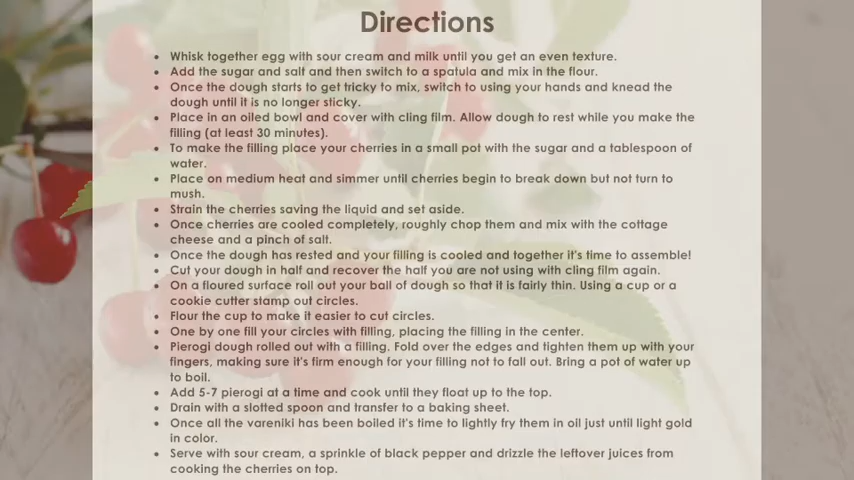 Directions
• Whisk together egg with sour cream and milk until you get an even texture.
• Add the sugar and salt and then switch to a spatula and mix in the flour.
• Once the dough starts to get tricky to mix, switch to using your hands and knead the
dough until it is no longer sticky.
• Place in an oiled bowl and cover with cling film. Allow dough to rest while you make the
filling (at least 30 minutes).
• To make the filling place your cherries in a small pot with the sugar and a tablespoon of
water.
• Place on medium heat and simmer until cherries begin to break down but not turn to
mush.
• Strain the cherries saving the liquid and set aside.
• Once cherries are cooled completely, roughly chop them and mix with the cottage
cheese and a pinch of salt.
• Once the dough has rested and your filling is cooled and together it's time to assemble!
• Cut your dough in half and recover the half you are not using with cling film again.
• On a floured surface roll out your ball of dough so that it is fairly thin. Using a cup or a
cookie cutter stamp out circles.
• Flour the cup to make it easier to cut circles.
• One by one fill your circles with filling, placing the filling in the center.
• Pierogi dough rolled out with a filling. Fold over the edges and tighten them up with your
fingers, making sure it's firm enough for your filling not to fall out. Bring a pot of water up
to boil.
• Add 5-7 pierogi at a time and cook until they float up to the top.
• Drain with a slotted spoon and transfer to a baking sheet.
• Once all the vareniki has been boiled it's time to lightly fry them in oil just until light gold
in color.
• Serve with sour cream, a sprinkle of black pepper and drizzle the leftover juices from
cooking the cherries on top.